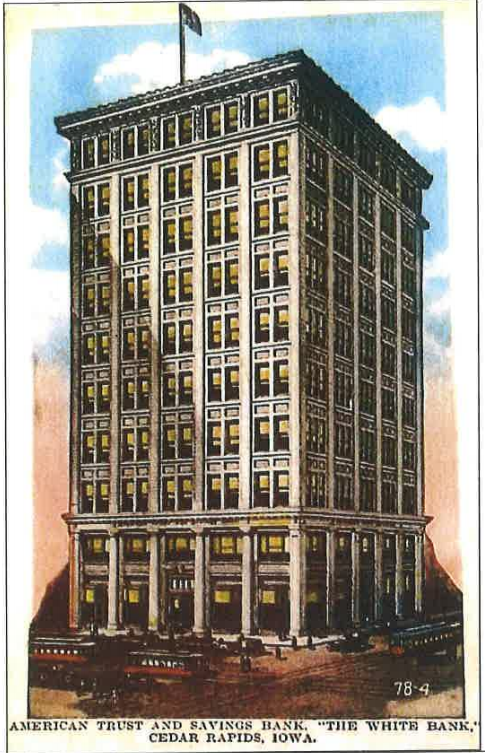 78-4
AMERICAN TRUST AND SAVINGS BANK. "THE WHITE BANK,"
CEDAR RAPIDS, IOWA.